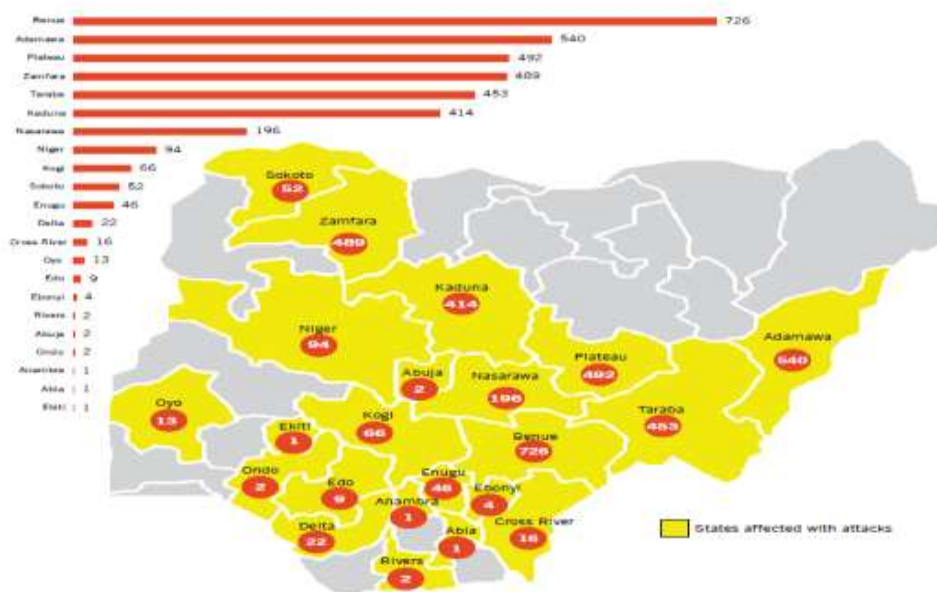 Benue 726
Adamawa 540
Plateau 492
Zamfara 489
Taraba 453
Kaduna 414
Nasarawa 196
Niger 94
Kogi 66
Sokoto 52
Enugu 46
Delta 22
Cross River 16
Oyo 13
Edo 9
Ebonyi 4
Rivers 2
Abuja 2
Ondo 2
Anambra 1
Abia 1
Ekiti 1
Sokoto
52
Zamfara
489
Kaduna
414
Niger
94
Adamawa
540
Plateau
492
Abuja
2
Nasarawa
196
Taraba
453
Oyo
13
Kogi
66
Ekiti
1
Benue
726
Ondo
2
Edo
9
Enugu
46
Ebonyi
4
Anambra
1
Cross River
16
Delta
22
Abia
1
Rivers
2
States affected with attacks